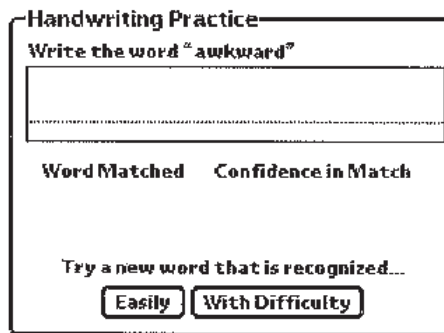 Handwriting Practice
Write the word “awkward”
Word Matched Confidence in Match
Try a new word that is recognized...
Easily With Difficulty